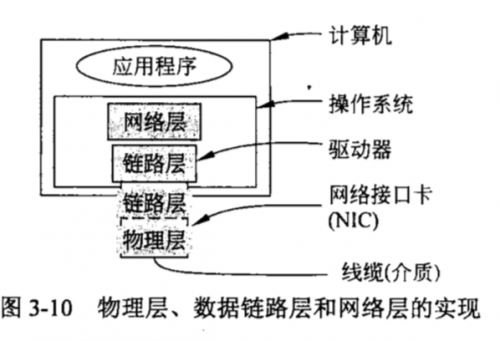 计算机
应用程序
操作系统
网络层
驱动器
链路层
链路层
网络接口卡
(NIC)
物理层
线缆(介质)
图 3-10 物理层、数据链路层和网络层的实现